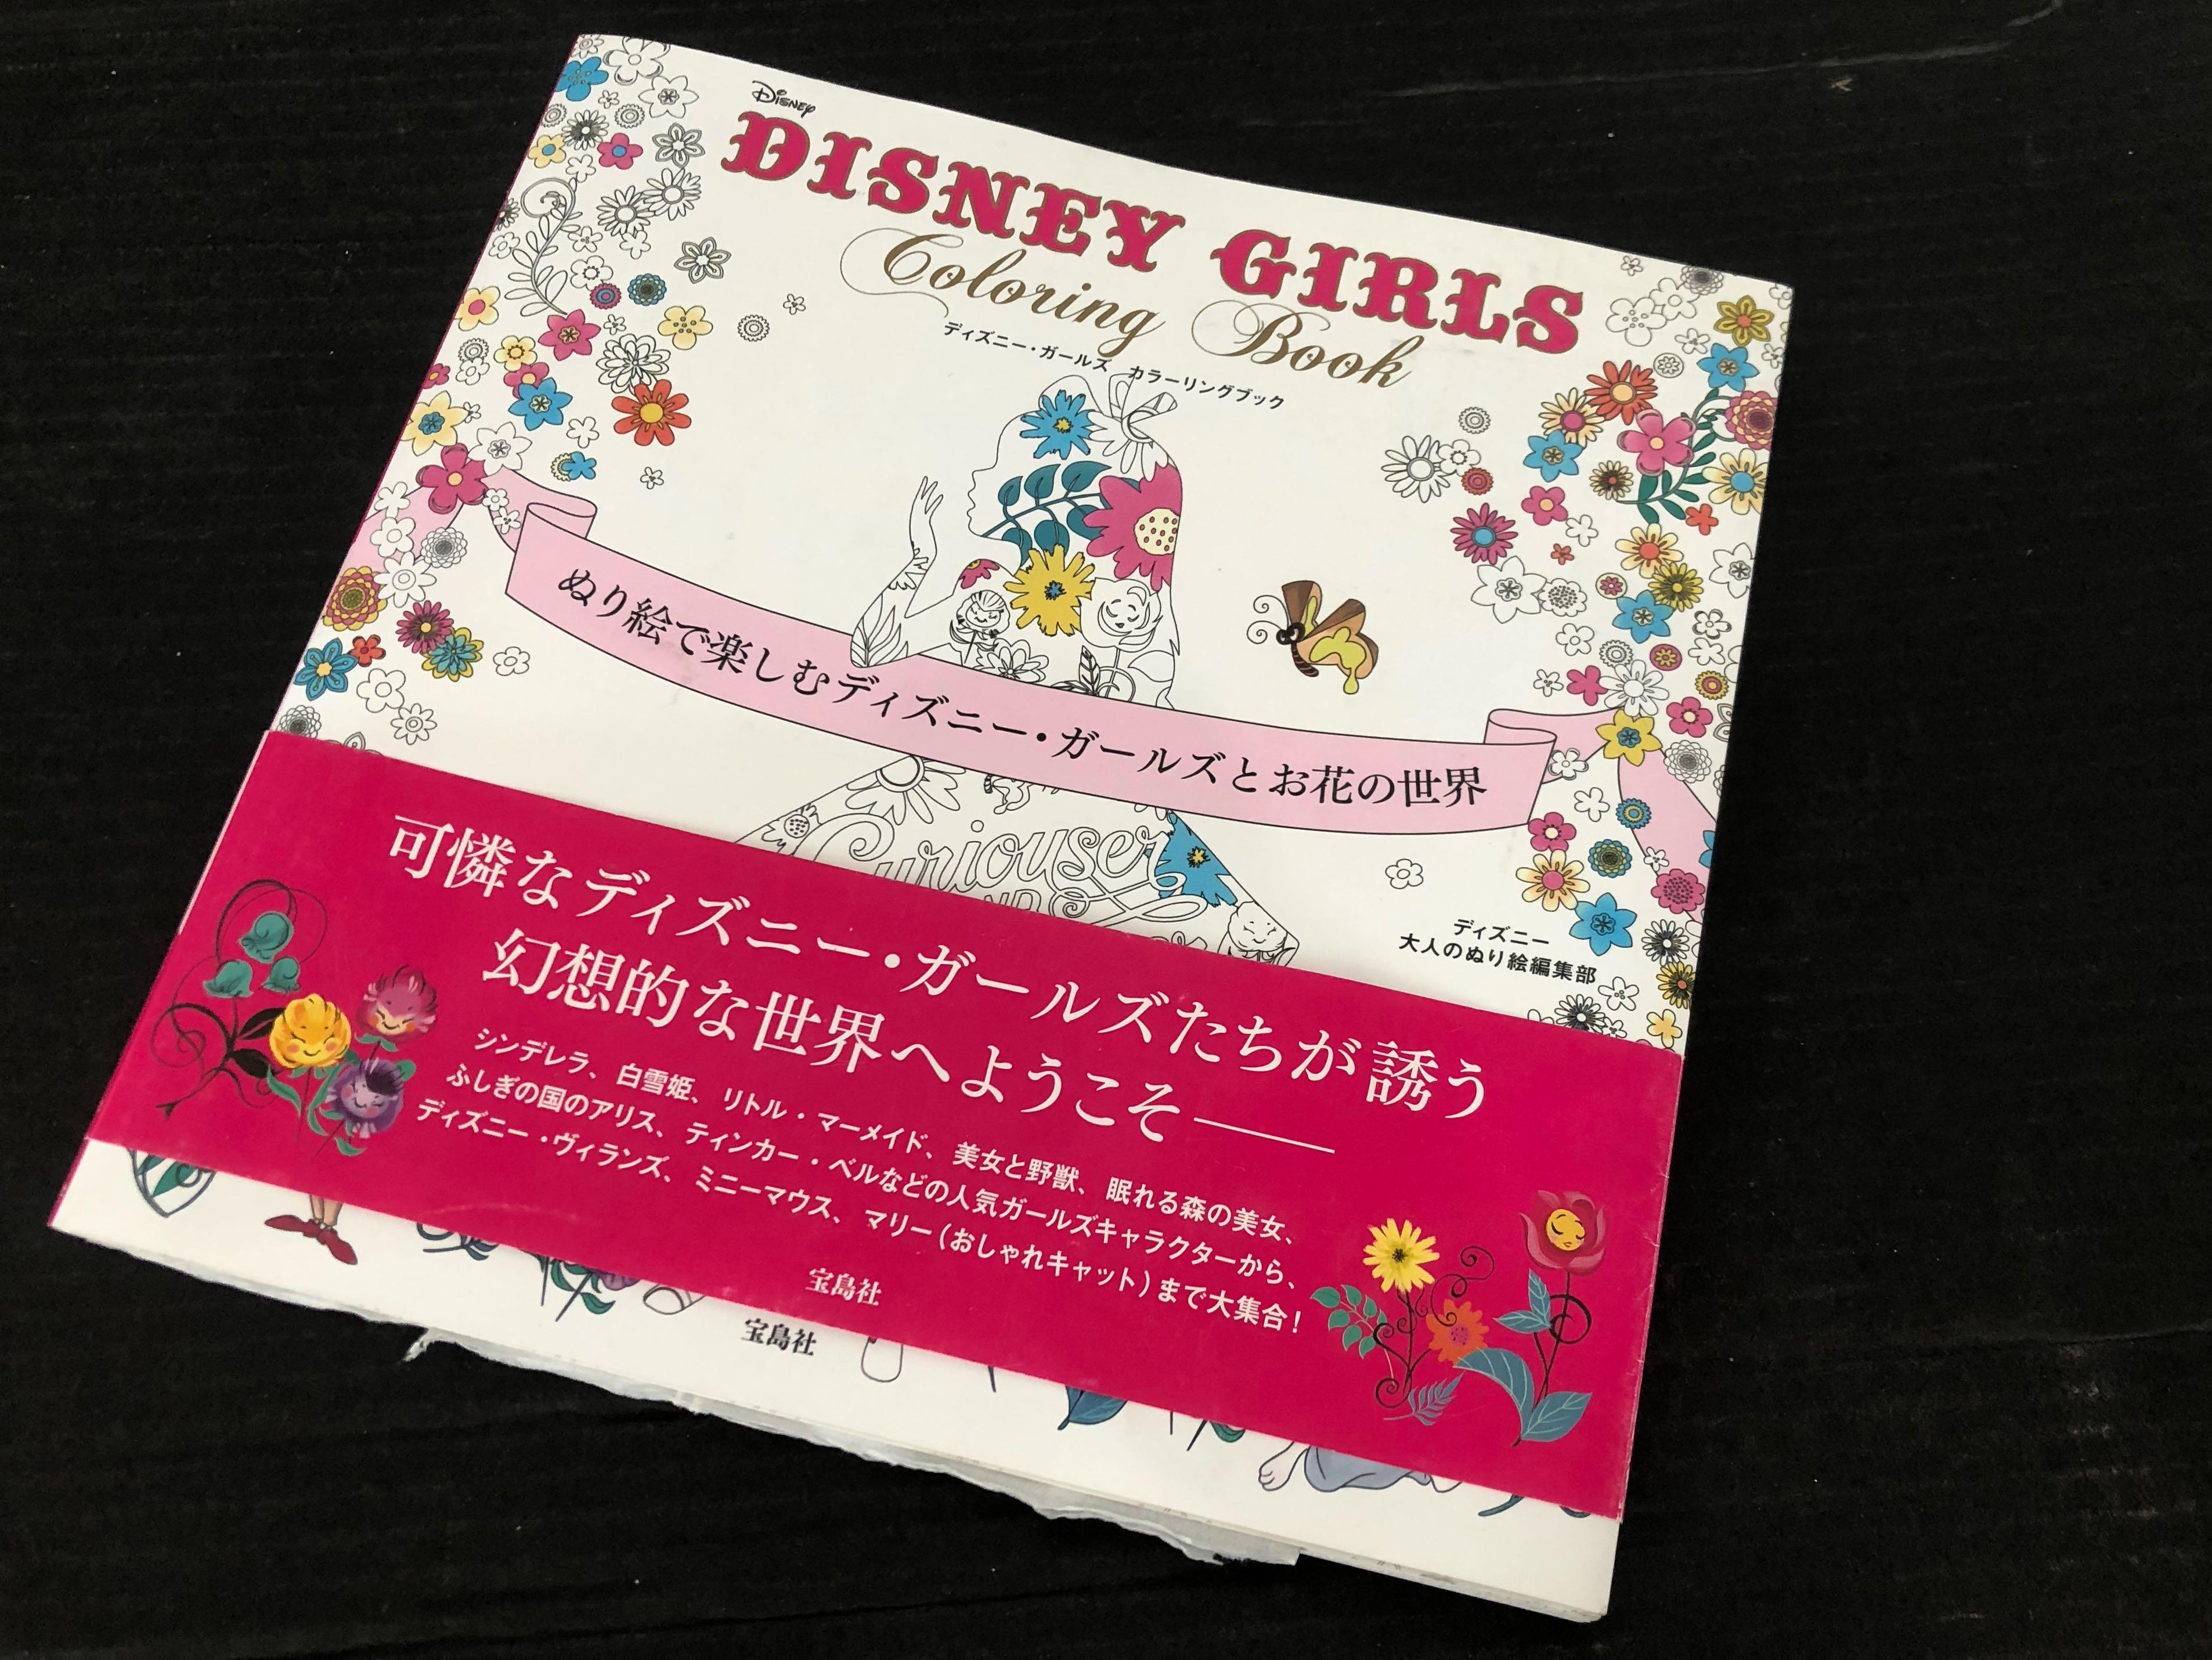 Disney
DISNEY GIRLS
Coloring Book
ディズニー・ガールズ カラーリングブック
ぬり絵で楽しむディズニー・ガールズとお花の世界
Curiouser
AND
ディズニー
大人のぬり絵編集部
可憐なディズニー・ガールズたちが誘う
幻想的な世界へようこそ――
シンデレラ、白雪姫、リトル・マーメイド、美女と野獣、眠れる森の美女、
ふしぎの国のアリス、ティンカー・ベルなどの人気ガールズキャラクターから、
ディズニー・ヴィランズ、ミニーマウス、マリー(おしゃれキャット)まで大集合!
宝島社
宝島社